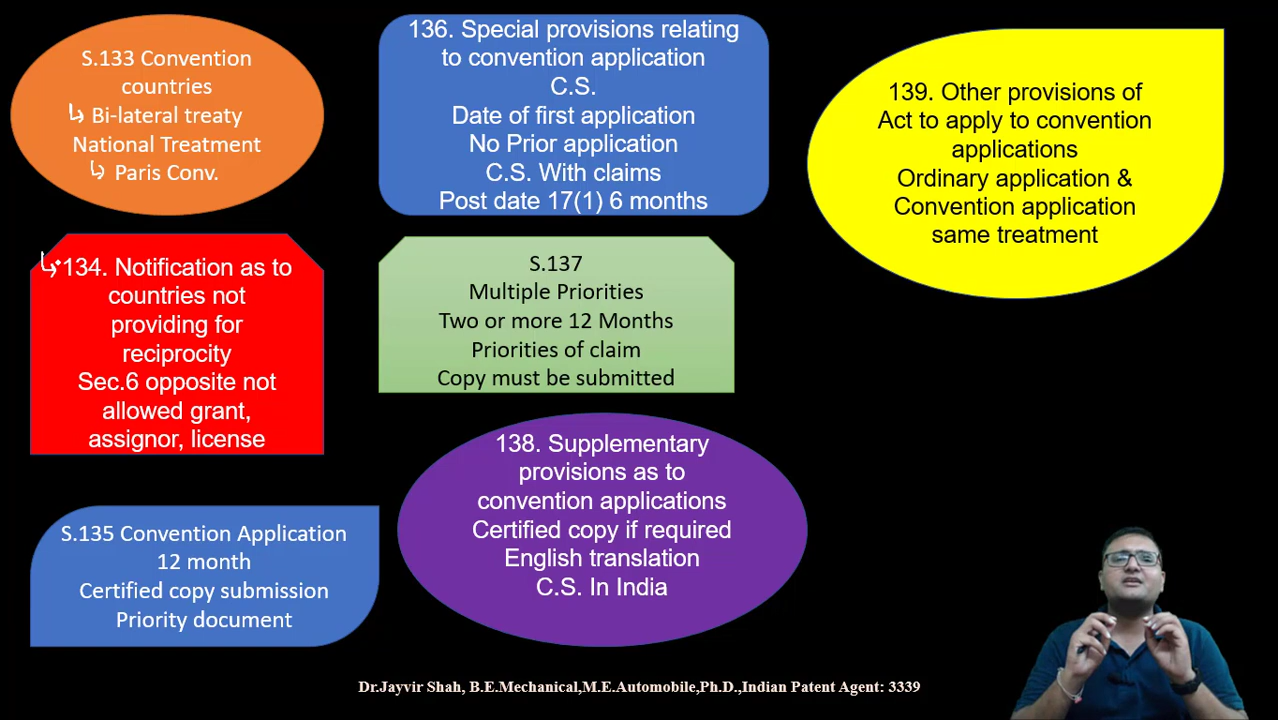 S.133 Convention
countries
Bi-lateral treaty
National Treatment
Paris Conv.
134. Notification as to
countries not
providing for
reciprocity
Sec.6 opposite not
allowed grant,
assignor, license
S.135 Convention Application
12 month
Certified copy submission
Priority document
136. Special provisions relating
to convention application
C.S.
Date of first application
No Prior application
C.S. With claims
Post date 17(1) 6 months
S.137
Multiple Priorities
Two or more 12 Months
Priorities of claim
Copy must be submitted
138. Supplementary
provisions as to
convention applications
Certified copy if required
English translation
C.S. In India
139. Other provisions of
Act to apply to convention
applications
Ordinary application &
Convention application
same treatment
Dr.Jayvir Shah, B.E.Mechanical,M.E.Automobile,Ph.D.,Indian Patent Agent: 3339